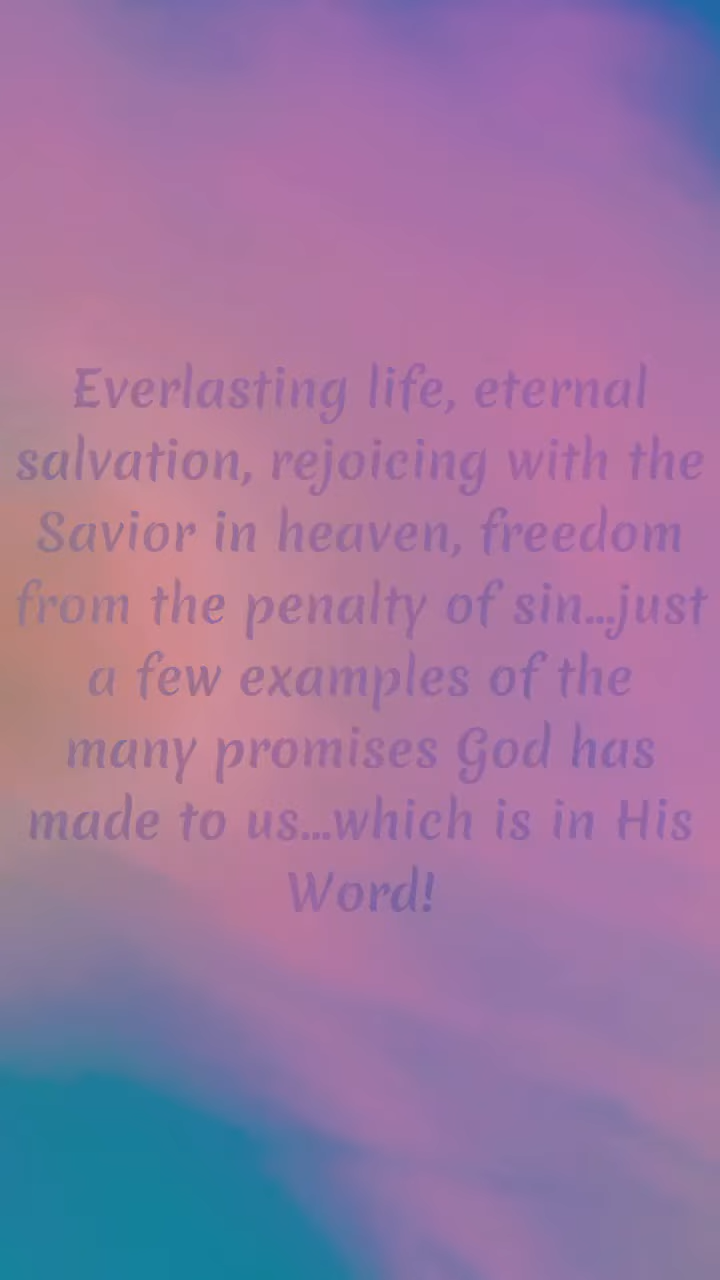 Everlasting life, eternal
salvation, rejoicing with the
Savior in heaven, freedom
from the penalty of sin...just
a few examples of the
many promises God has
made to us...which is in His
Word!